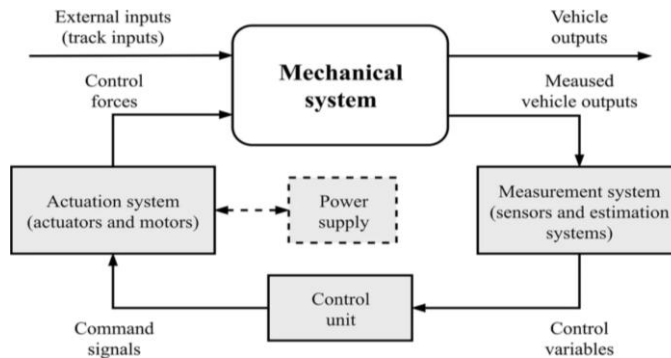 External inputs
(track inputs)
Vehicle
outputs
Mechanical
system
Control
forces
Meaused
vehicle outputs
Actuation system
(actuators and motors)
Power
supply
Measurement system
(sensors and estimation
systems)
Control
unit
Command
signals
Control
variables